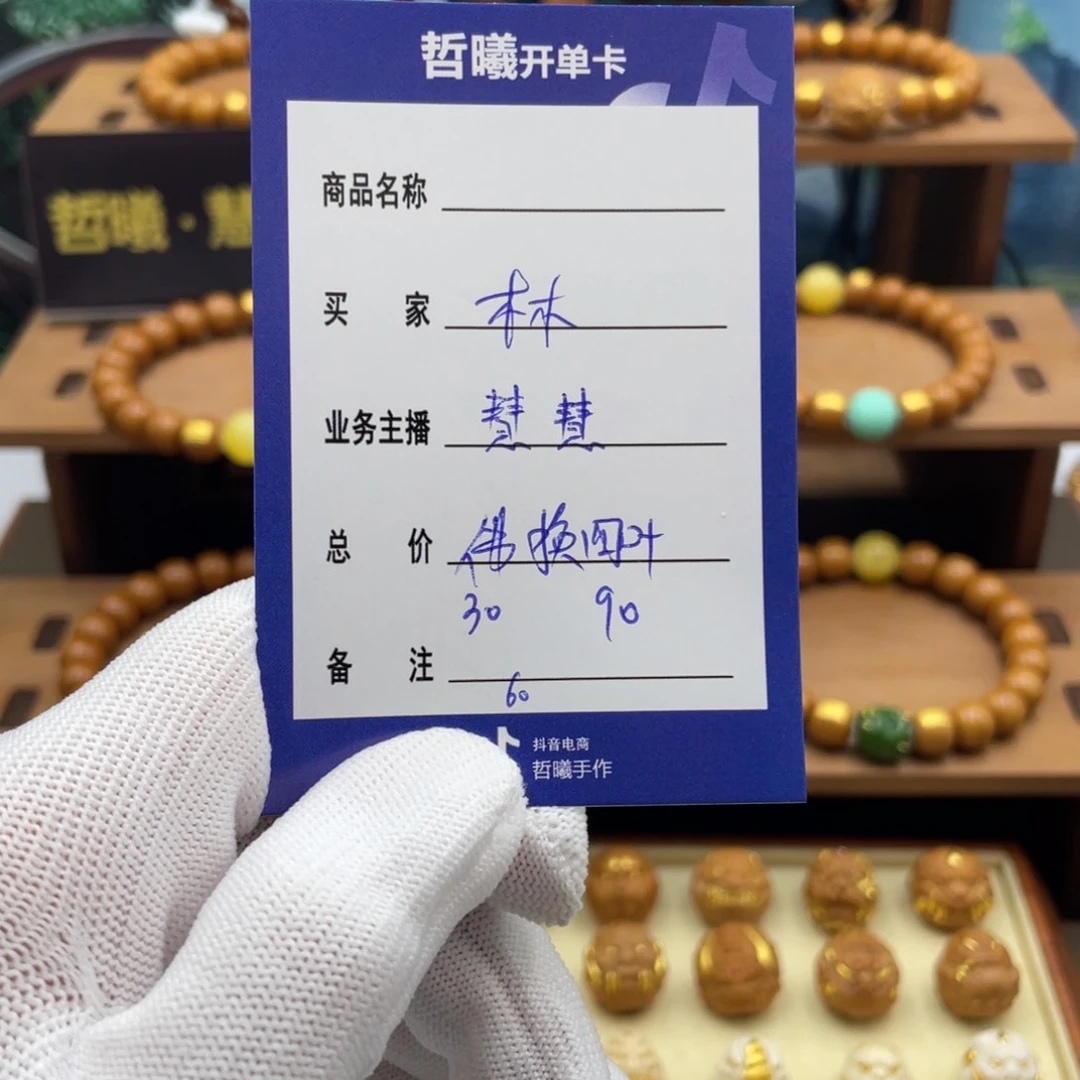 哲曦开单卡
哲曦·慧
商品名称
买家 林
业务主播 慧慧
总价 佛换图叶
30 90
备注
60
抖音电商
哲曦手作